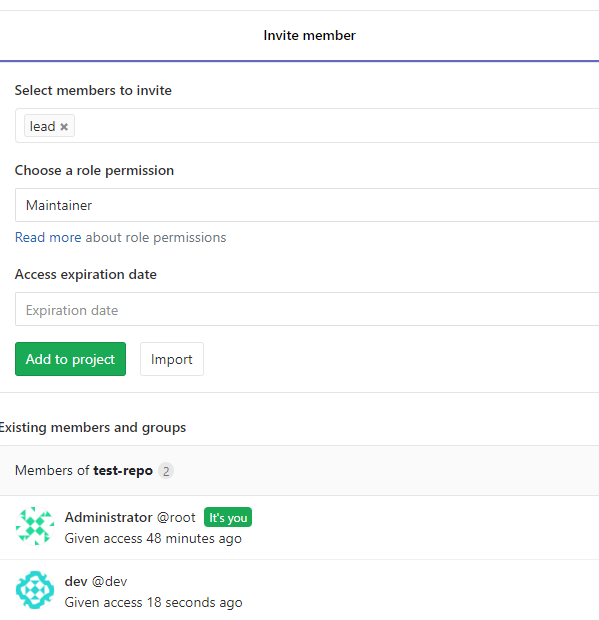 Invite member
Select members to invite
lead ×
Choose a role permission
Maintainer
Read more about role permissions
Access expiration date
Expiration date
Add to project Import
Existing members and groups
Members of test-repo 2
Administrator @root It's you
Given access 48 minutes ago
dev @dev
Given access 18 seconds ago